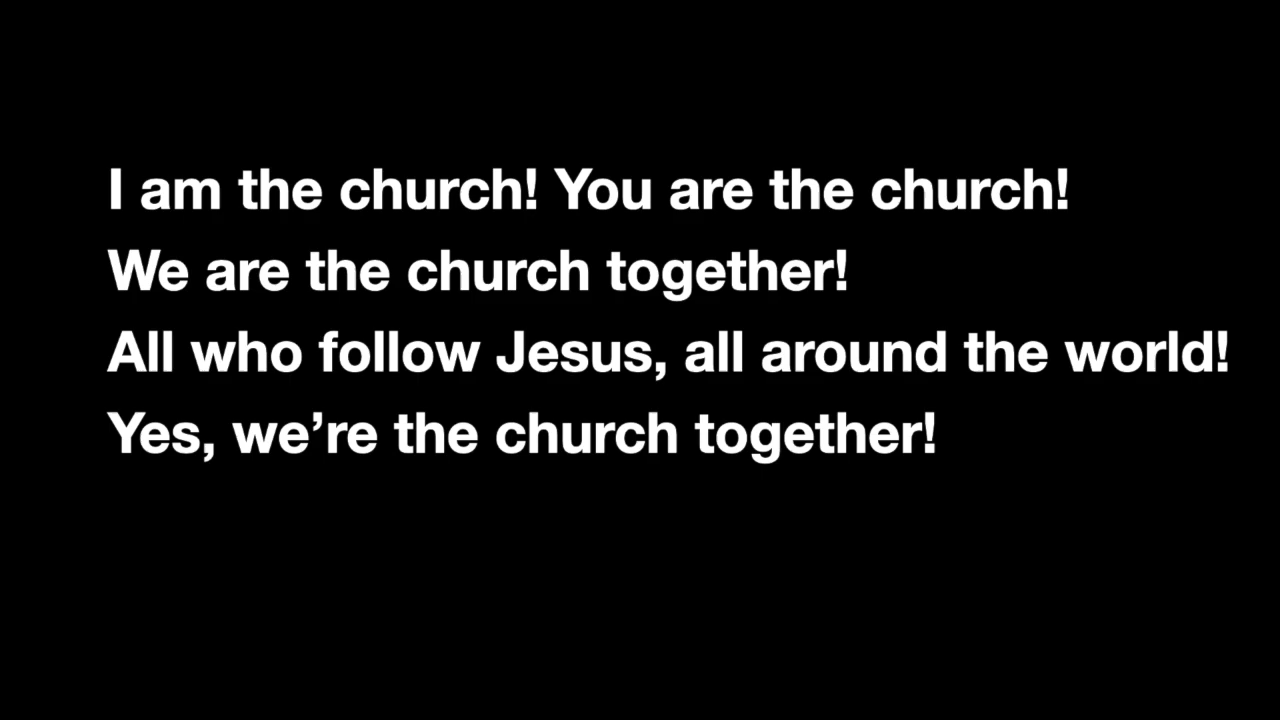 I am the church! You are the church!
We are the church together!
All who follow Jesus, all around the world!
Yes, we’re the church together!